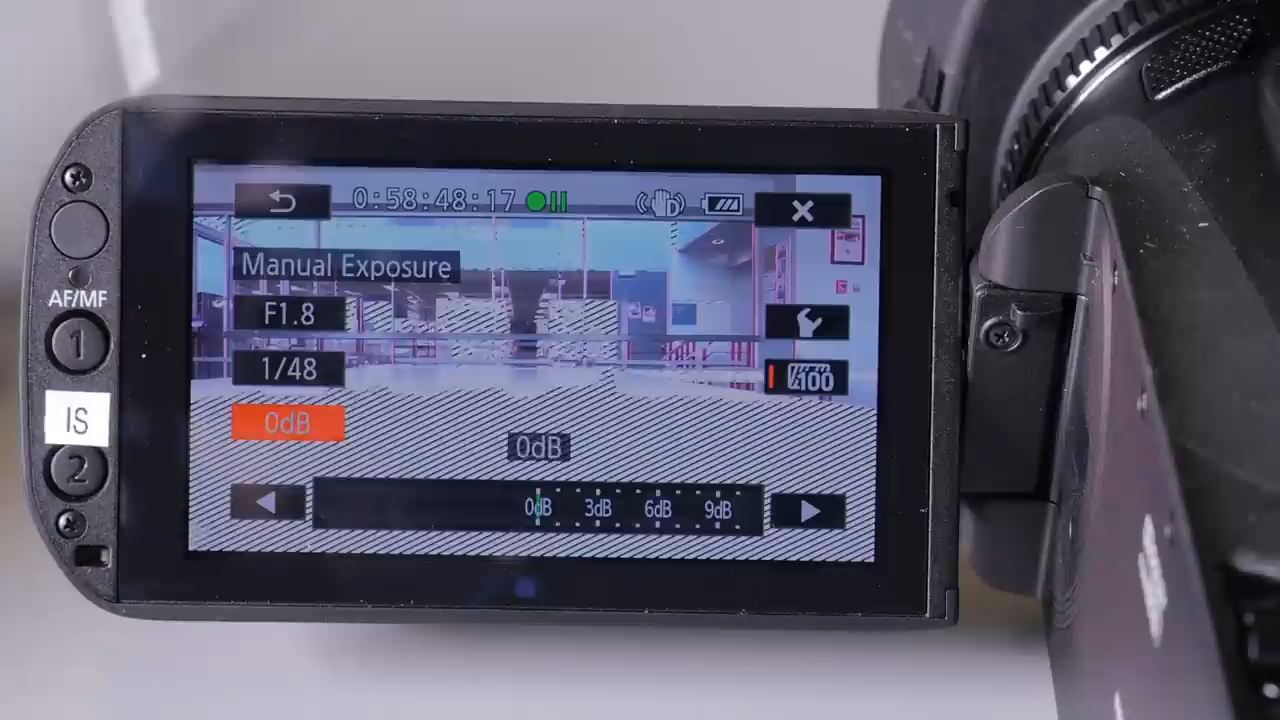 0:58:48:17
D
Manual Exposure
F1.8
1/48
100
0dB
0dB
0dB 3dB 6dB 9dB
AF/MF
1
IS
2